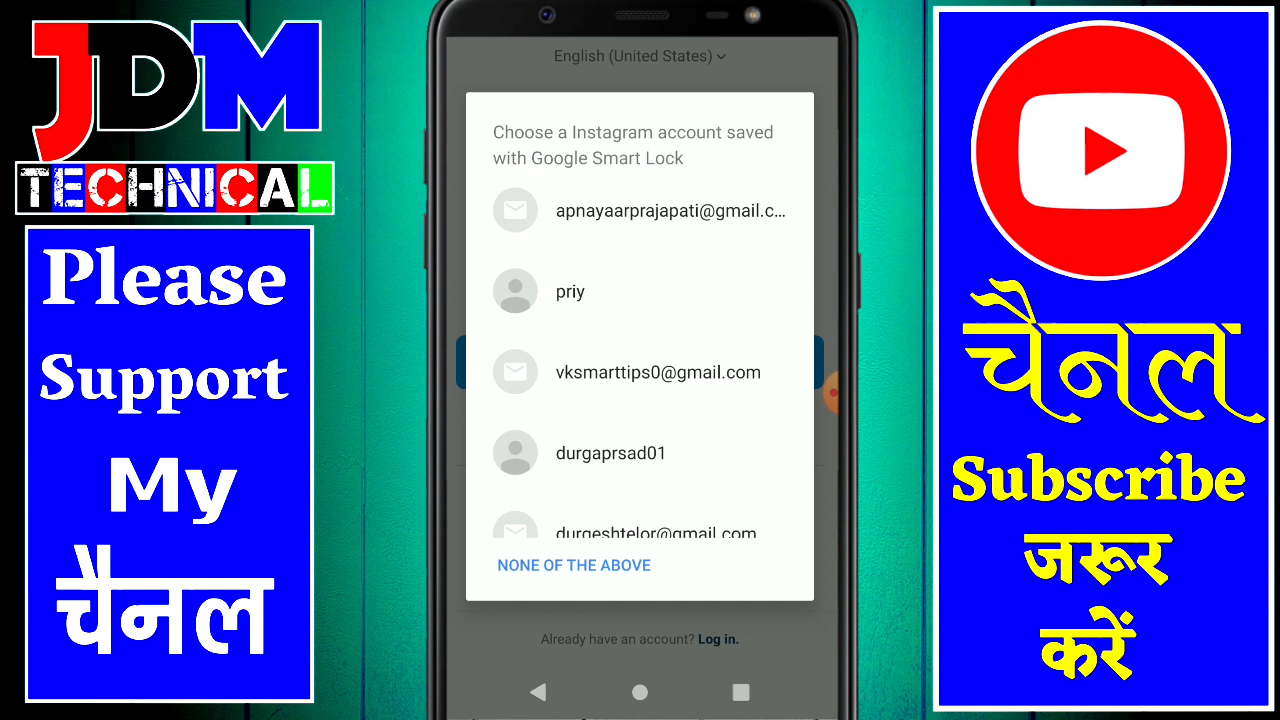 JDM
TECHNICAL
Please
Support
My
चैनल
English (United States)
Choose a Instagram account saved
with Google Smart Lock
apnayaarprajapati@gmail.c...
priy
vksmarttips0@gmail.com
durgaprsad01
durgeshtelor@gmail.com
NONE OF THE ABOVE
Already have an account? Log in.
चैनल
Subscribe
जरूर
करें